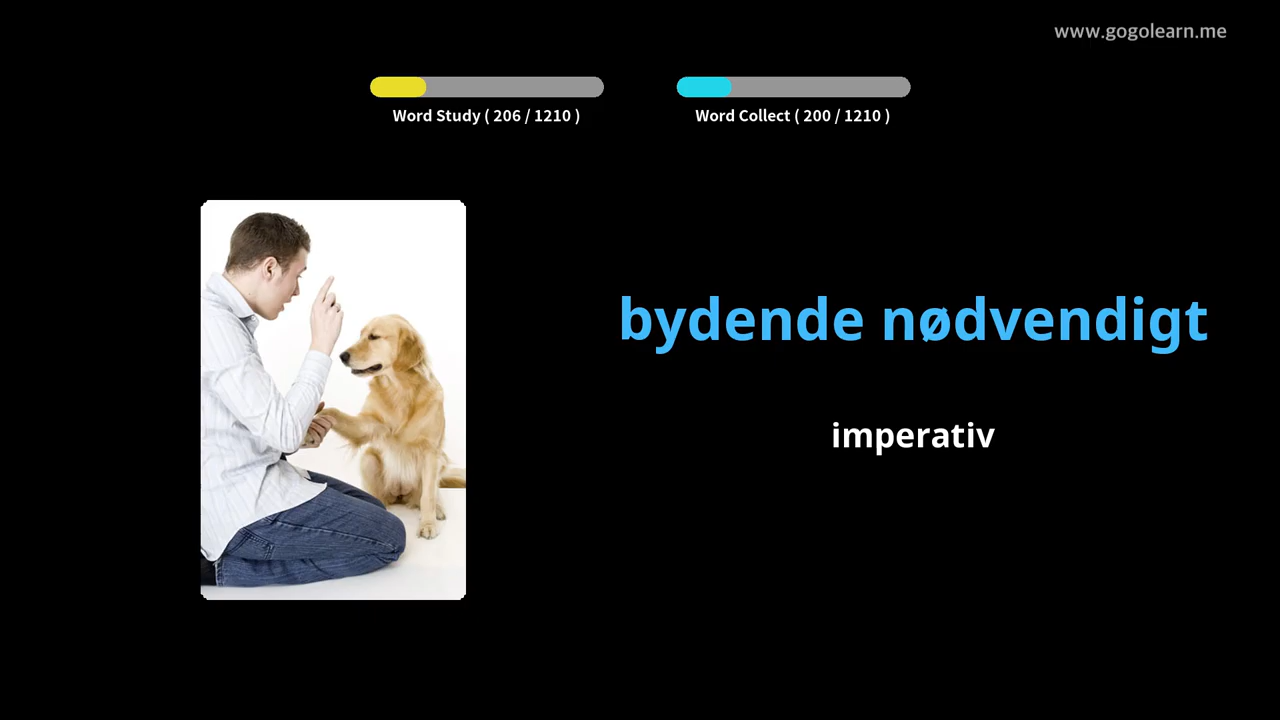 www.gogolearn.me
Word Study ( 206 / 1210 )
Word Collect ( 200 / 1210 )
bydende nødvendigt
imperativ